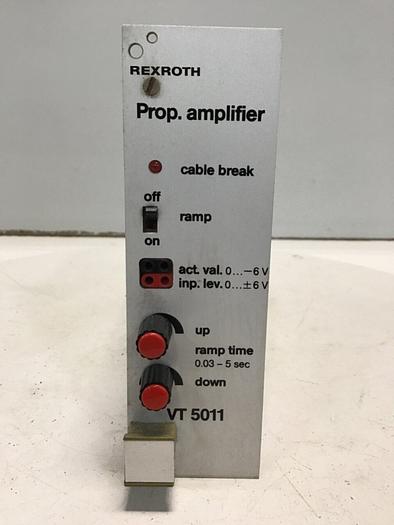 REXROTH
Prop. amplifier
cable break
off
ramp
on
act. val. 0...−6 V
inp. lev. 0...±6 V
up
ramp time
0.03 – 5 sec
down
VT 5011